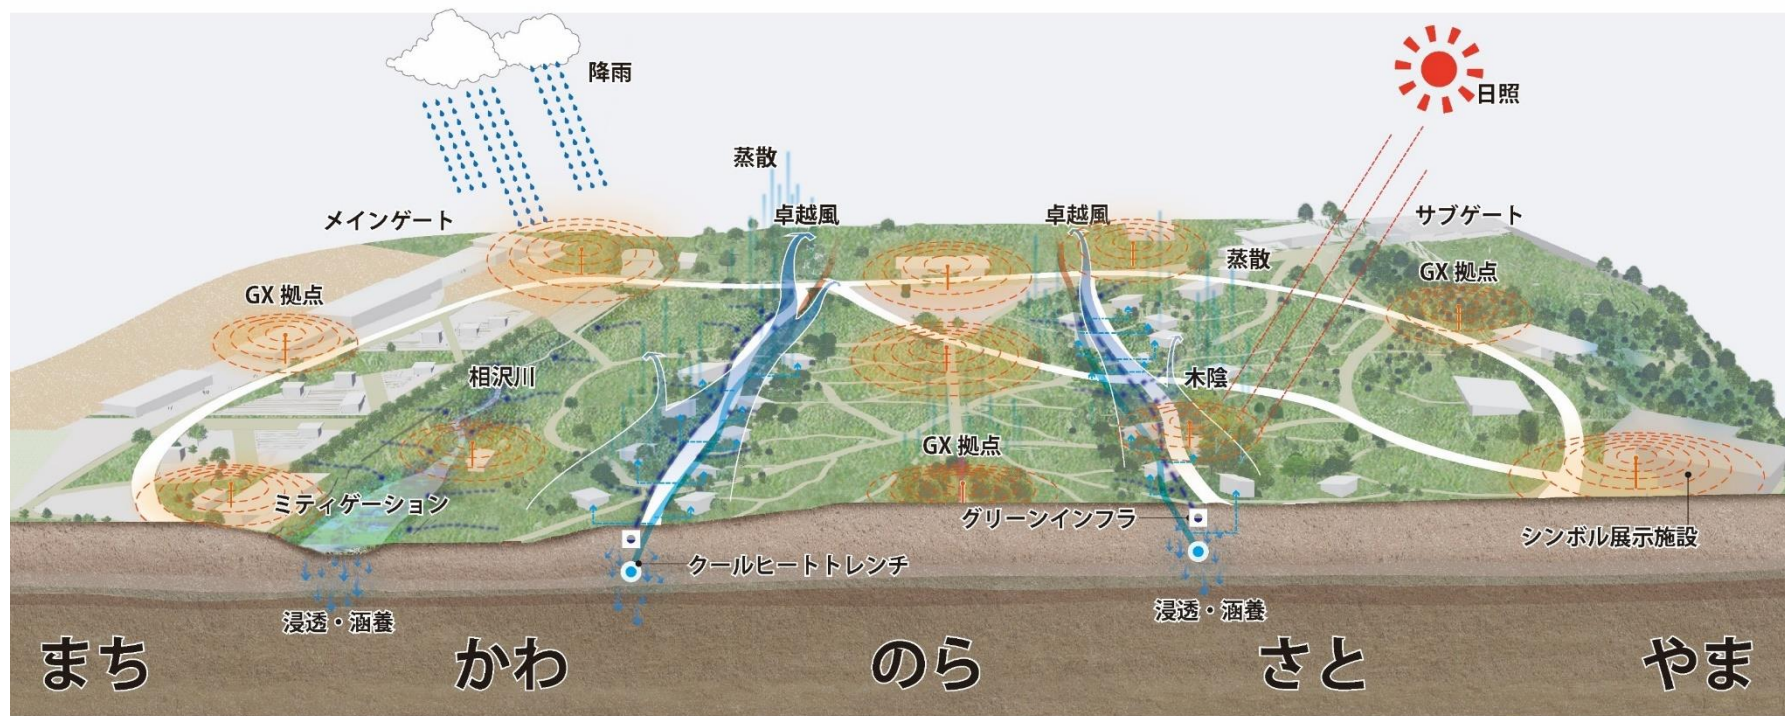 降雨
日照
蒸散
メインゲート
卓越風
卓越風
サブゲート
蒸散
GX 拠点
GX 拠点
相沢川
木陰
GX 拠点
ミティゲーション
グリーンインフラ
シンボル展示施設
クールヒートトレンチ
浸透・涵養
浸透・涵養
まち
かわ
のら
さと
やま